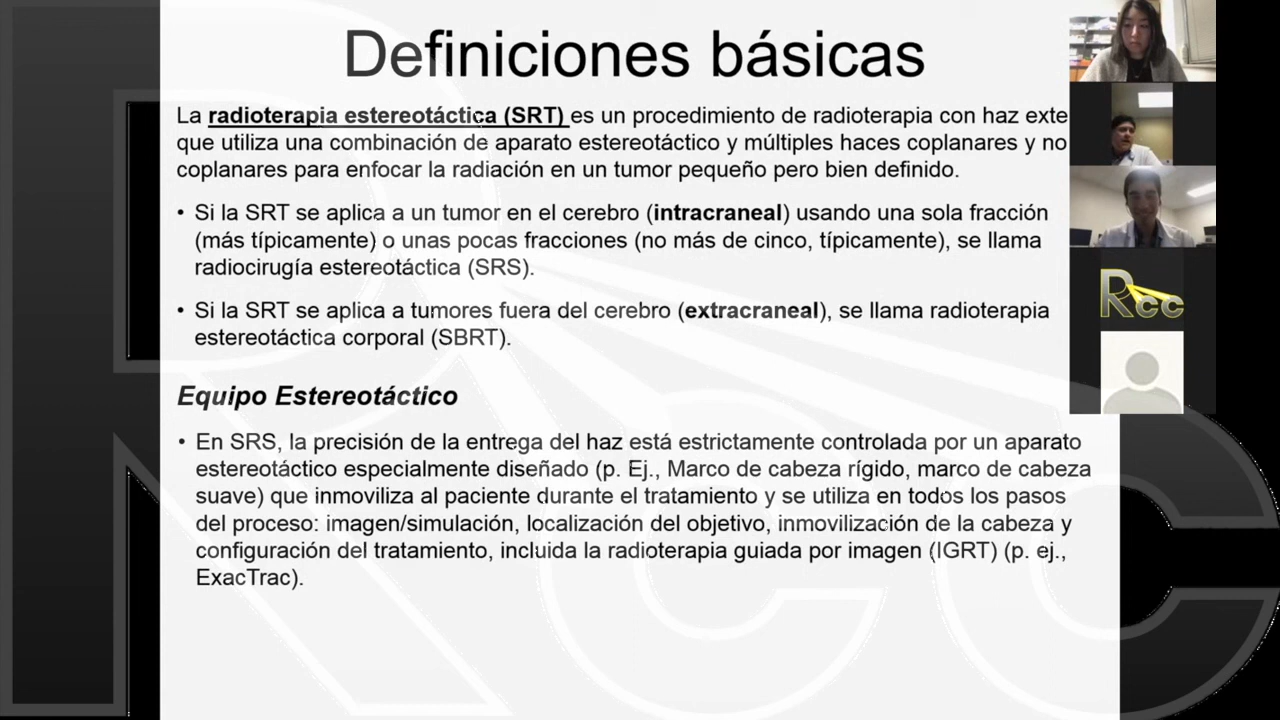 Definiciones básicas
La radioterapia estereotáctica (SRT) es un procedimiento de radioterapia con haz exte
que utiliza una combinación de aparato estereotáctico y múltiples haces coplanares y no
coplanares para enfocar la radiación en un tumor pequeño pero bien definido.
• Si la SRT se aplica a un tumor en el cerebro (intracraneal) usando una sola fracción
(más típicamente) o unas pocas fracciones (no más de cinco, típicamente), se llama
radiocirugía estereotáctica (SRS).
• Si la SRT se aplica a tumores fuera del cerebro (extracraneal), se llama radioterapia
estereotáctica corporal (SBRT).
Equipo Estereotáctico
• En SRS, la precisión de la entrega del haz está estrictamente controlada por un aparato
estereotáctico especialmente diseñado (p. Ej., Marco de cabeza rígido, marco de cabeza
suave) que inmoviliza al paciente durante el tratamiento y se utiliza en todos los pasos
del proceso: imagen/simulación, localización del objetivo, inmovilización de la cabeza y
configuración del tratamiento, incluida la radioterapia guiada por imagen (IGRT) (p. ej.,
ExacTrac).
Rcc
Rcc